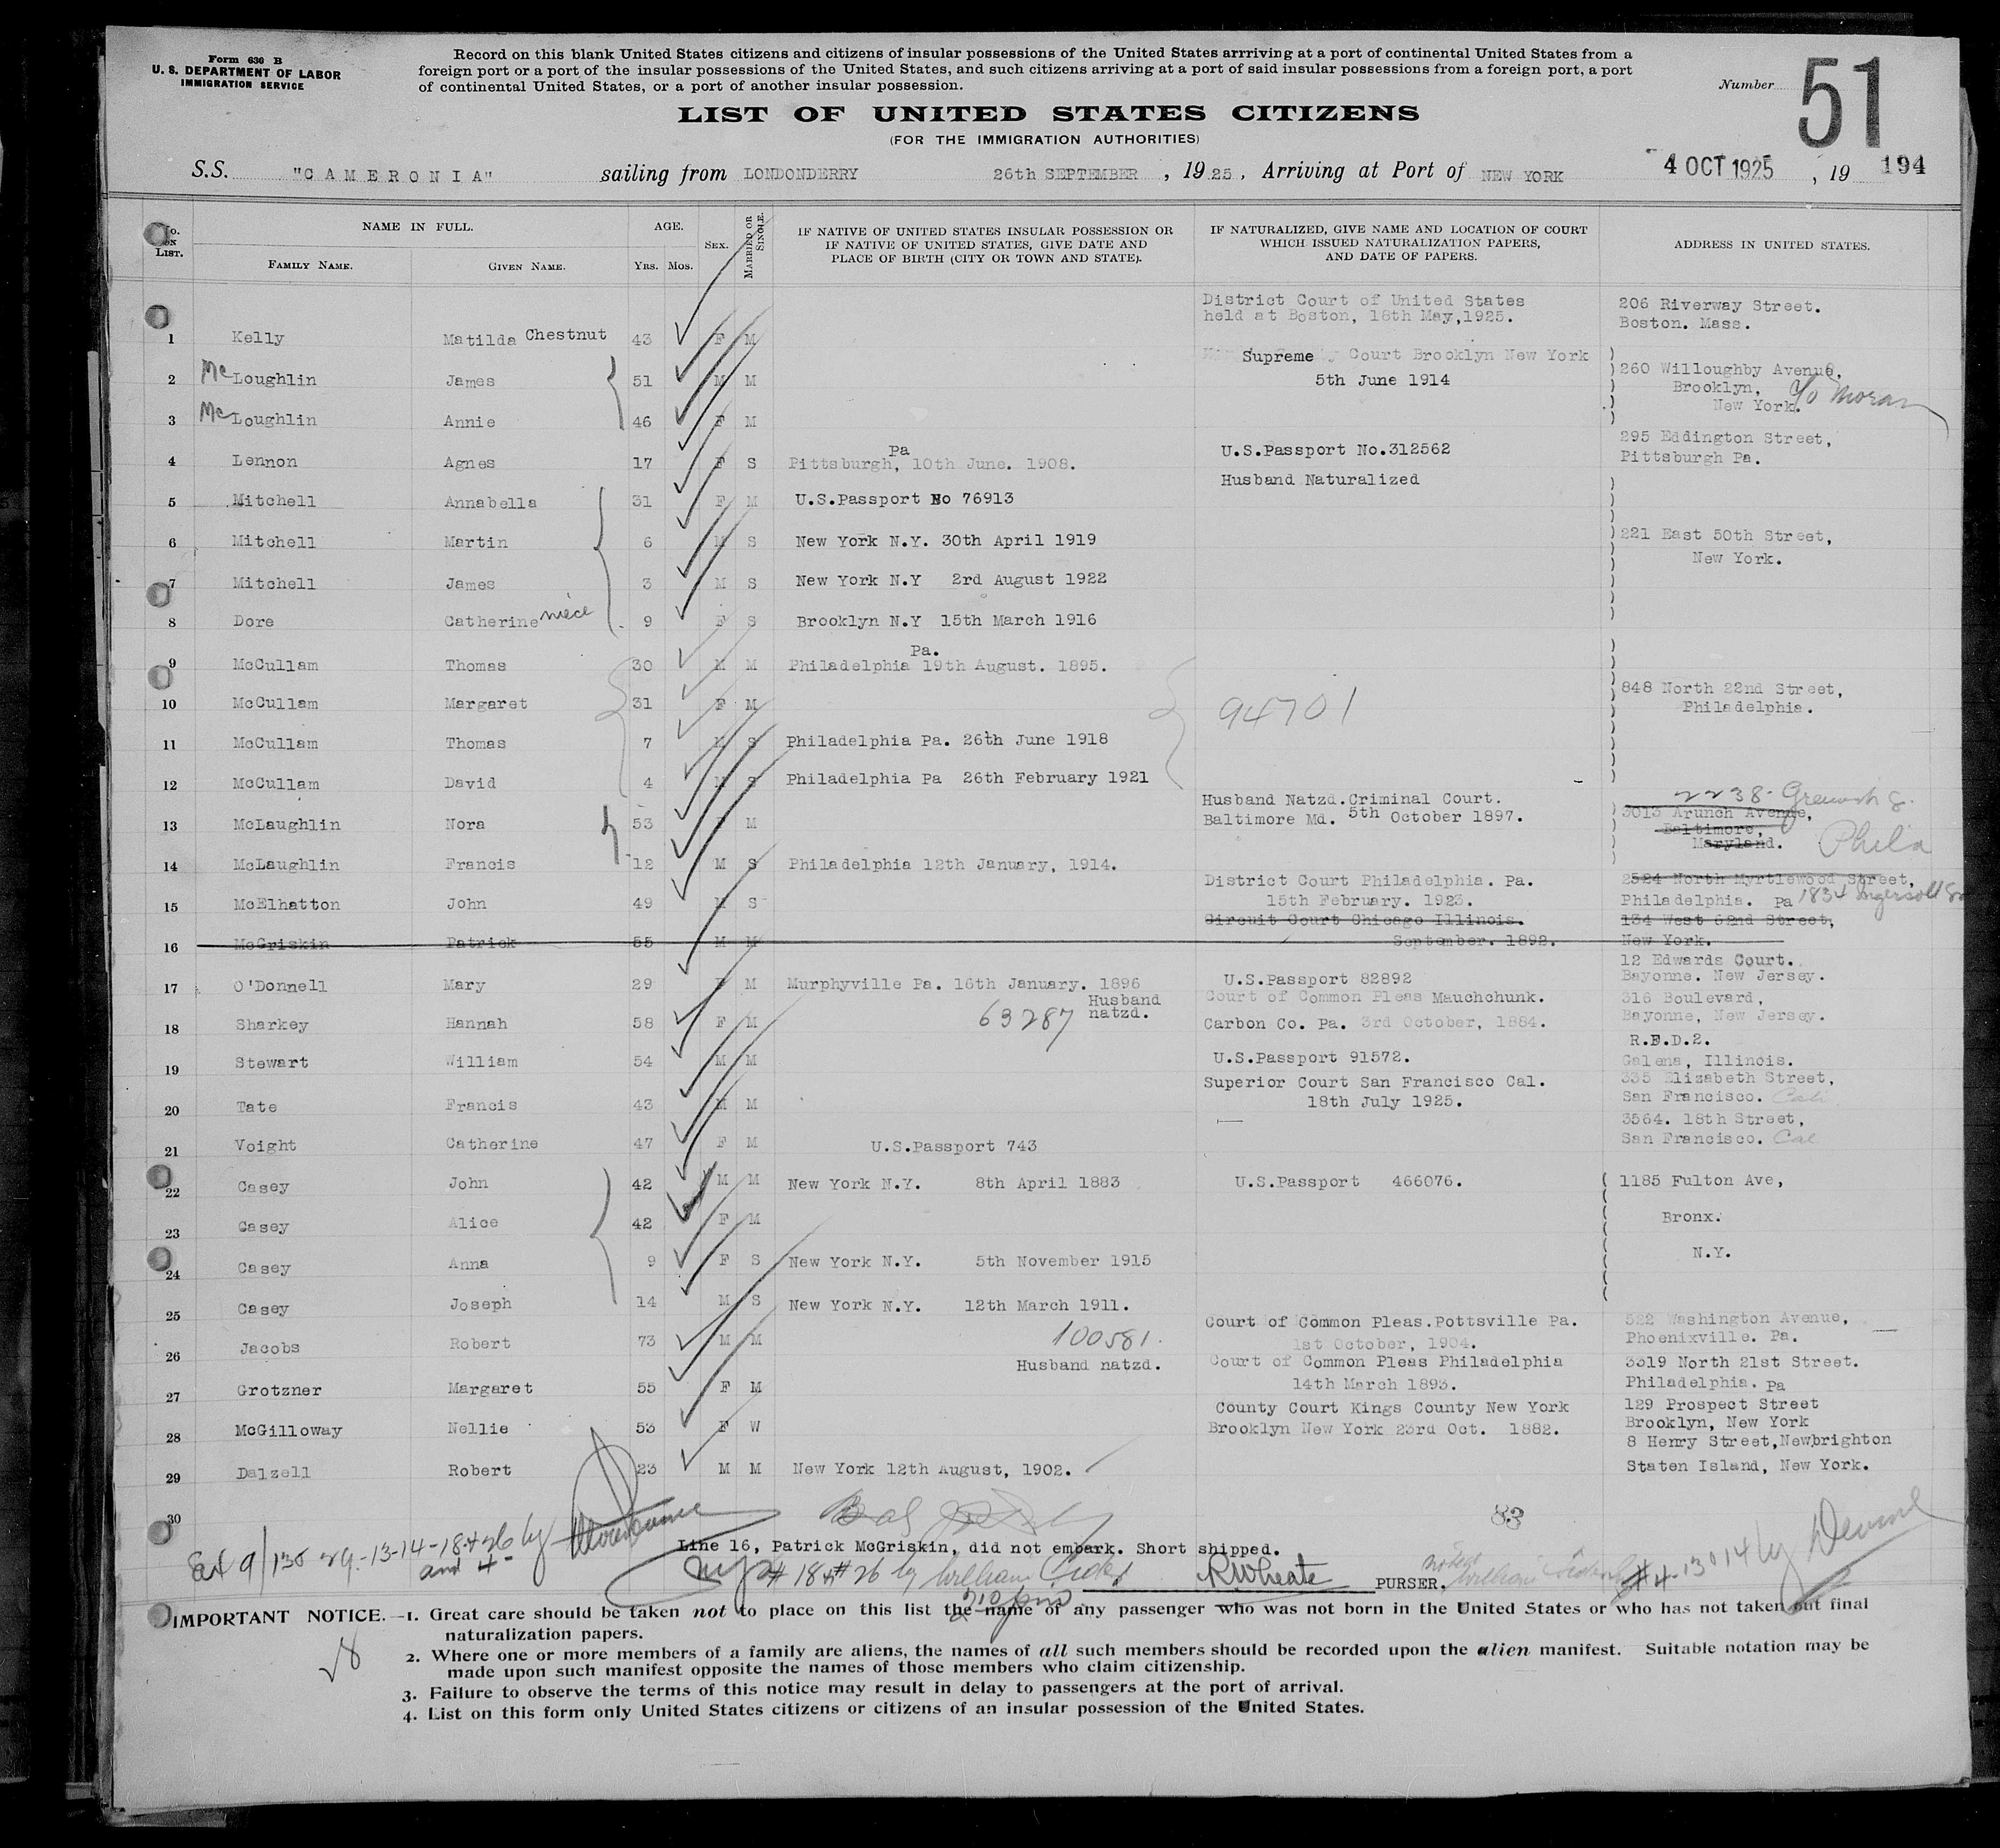 Form 630 B
U. S. DEPARTMENT OF LABOR
IMMIGRATION SERVICE
Record on this blank United States citizens and citizens of insular possessions of the United States arrriving at a port of continental United States from a
foreign port or a port of the insular possessions of the United States, and such citizens arriving at a port of said insular possessions from a foreign port, a port
of continental United States, or a port of another insular possession.
Number 51
LIST OF UNITED STATES CITIZENS
(FOR THE IMMIGRATION AUTHORITIES)
S.S. "CAMERONIA" sailing from LONDONDERRY 26th SEPTEMBER, 1925, Arriving at Port of NEW YORK 4 OCT 1925, 19 194
No. ON LIST.
NAME IN FULL.
FAMILY NAME. GIVEN NAME.
AGE.
YRS. MOS.
SEX.
MARRIED OR SINGLE.
IF NATIVE OF UNITED STATES INSULAR POSSESSION OR
IF NATIVE OF UNITED STATES, GIVE DATE AND
PLACE OF BIRTH (CITY OR TOWN AND STATE).
IF NATURALIZED, GIVE NAME AND LOCATION OF COURT
WHICH ISSUED NATURALIZATION PAPERS,
AND DATE OF PAPERS.
ADDRESS IN UNITED STATES.
District Court of United States 206 Riverway Street.
held at Boston, 18th May,1925. Boston. Mass.
1 Kelly Matilda Chestnut 43 F M
Supreme Court Brooklyn New York
2 McLoughlin James 51 M M 5th June 1914 260 Willoughby Avenue,
Brooklyn, c/o Moran
New York.
3 McLoughlin Annie 46 F M
295 Eddington Street,
4 Lennon Agnes 17 F S Pittsburgh, Pa 10th June. 1908. U.S.Passport No.312562 Pittsburgh Pa.
Husband Naturalized
5 Mitchell Annabella 31 F M U.S.Passport No 76913
6 Mitchell Martin 6 M S New York N.Y. 30th April 1919 221 East 50th Street,
New York.
7 Mitchell James 3 M S New York N.Y 2rd August 1922
8 Dore Catherine niece 9 F S Brooklyn N.Y 15th March 1916
Pa.
9 McCullam Thomas 30 M M Philadelphia 19th August. 1895.
848 North 22nd Street,
10 McCullam Margaret 31 F M 94701 Philadelphia.
11 McCullam Thomas 7 M S Philadelphia Pa. 26th June 1918
12 McCullam David 4 M S Philadelphia Pa 26th February 1921
Husband Natzd.Criminal Court. 2238
13 McLaughlin Nora 53 F M Baltimore Md. 5th October 1897. 3013 Arunch Avenue,
Baltimore,
Maryland. Phila
14 McLaughlin Francis 12 M S Philadelphia 12th January, 1914.
District Court Philadelphia. Pa. 2524 North Myrtlewood Street,
15 McElhatton John 49 M S 15th February. 1923. Philadelphia. Pa 1834 Ingersoll St
Circuit Court Chicago Illinois. 134 West 62nd Street,
16 McGriskin Patrick 55 M M September. 1892. New York.
12 Edwards Court.
17 O'Donnell Mary 29 F M Murphyville Pa. 16th January. 1896 U.S.Passport 82892 Bayonne. New Jersey.
Husband natzd. Court of Common Pleas Mauchchunk. 316 Boulevard,
18 Sharkey Hannah 58 F M 63287 Carbon Co. Pa. 3rd October, 1884. Bayonne, New Jersey.
R.F.D.2.
19 Stewart William 54 M M U.S.Passport 91572. Galena, Illinois.
Superior Court San Francisco Cal. 335 Elizabeth Street,
20 Tate Francis 43 M M 18th July 1925. San Francisco. Cal
3564. 18th Street,
21 Voight Catherine 47 F M U.S.Passport 743 San Francisco. Cal
22 Casey John 42 M M New York N.Y. 8th April 1883 U.S.Passport 466076. 1185 Fulton Ave,
23 Casey Alice 42 F M Bronx.
24 Casey Anna 9 F S New York N.Y. 5th November 1915 N.Y.
25 Casey Joseph 14 M S New York N.Y. 12th March 1911.
Court of Common Pleas.Pottsville Pa. 522 Washington Avenue,
26 Jacobs Robert 73 M M 100581. 1st October, 1904. Phoenixville. Pa.
Husband natzd. Court of Common Pleas Philadelphia 3319 North 21st Street.
27 Grotzner Margaret 55 F M 14th March 1893. Philadelphia. Pa
County Court Kings County New York 129 Prospect Street
28 McGilloway Nellie 53 F W Brooklyn New York 23rd Oct. 1882. Brooklyn, New York
8 Henry Street,Newbrighton
29 Dalzell Robert 23 M M New York 12th August, 1902. Staten Island, New York.
30
83
Line 16, Patrick McGriskin, did not embark. Short shipped.
#18 + #26 by William
PURSER.
IMPORTANT NOTICE.—1. Great care should be taken not to place on this list the name of any passenger who was not born in the United States or who has not taken out final
naturalization papers.
2. Where one or more members of a family are aliens, the names of all such members should be recorded upon the alien manifest. Suitable notation may be
made upon such manifest opposite the names of those members who claim citizenship.
3. Failure to observe the terms of this notice may result in delay to passengers at the port of arrival.
4. List on this form only United States citizens or citizens of an insular possession of the United States.